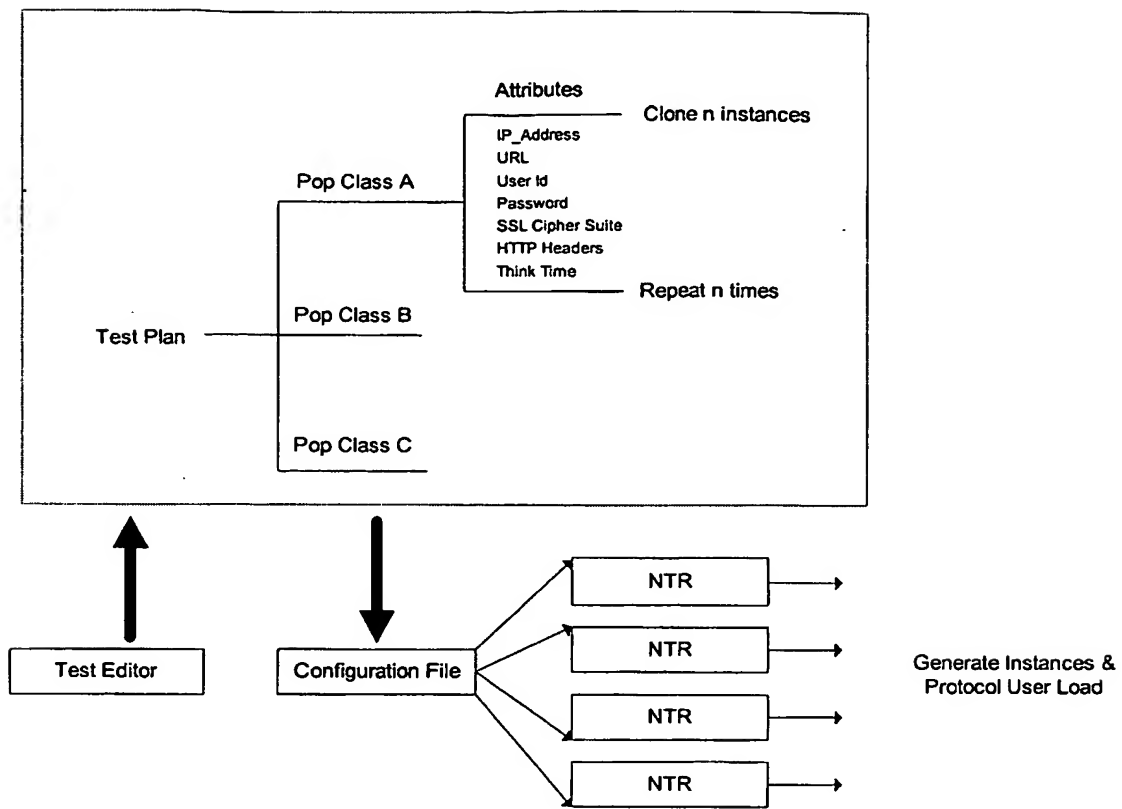 Attributes
Clone n instances
IP_Address
URL
User Id
Password
SSL Cipher Suite
HTTP Headers
Think Time
Repeat n times
Pop Class A
Pop Class B
Test Plan
Pop Class C
Test Editor
Configuration File
NTR
NTR
NTR
NTR
Generate Instances &
Protocol User Load